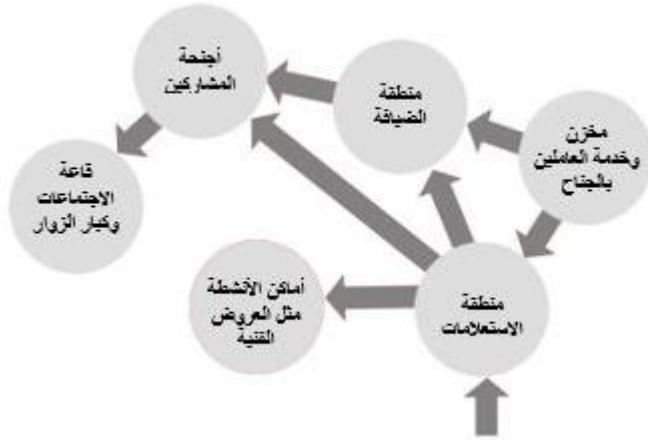 أجنحة
المشاركين
منطقة
الضيافة
مخزن
وخدمة العاملين
بالجناح
قاعة
الاجتماعات
وكبار الزوار
أماكن الأنشطة
مثل العروض
الفنية
منطقة
الاستعلامات